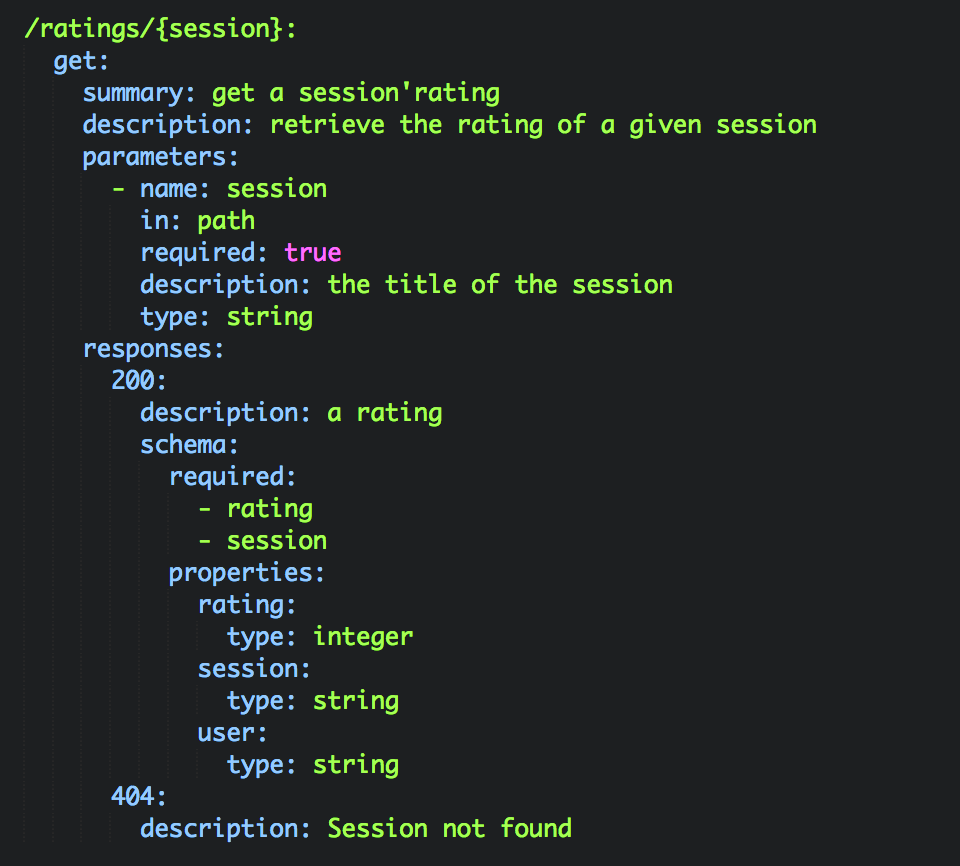 /ratings/{session}:
  get:
    summary: get a session'rating
    description: retrieve the rating of a given session
    parameters:
      - name: session
        in: path
        required: true
        description: the title of the session
        type: string
    responses:
      200:
        description: a rating
        schema:
          required:
            - rating
            - session
          properties:
            rating:
              type: integer
            session:
              type: string
            user:
              type: string
      404:
        description: Session not found